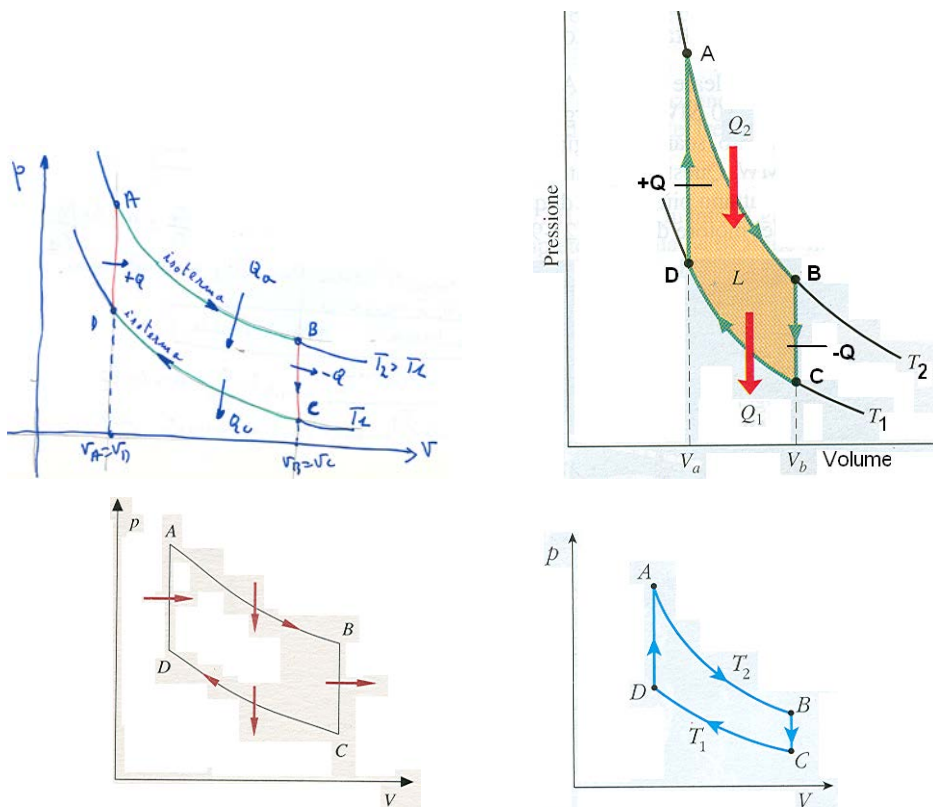 P
A
isoterma
+Q
Qa
D
isoterma
B
T2 > T1
-Q
C
Qc
T1
VA=VD
VB=VC
V
A
Q2
+Q
Pressione
D
L
B
-Q
C
Q1
T2
T1
Va
Vb
Volume
p
A
B
D
C
V
p
A
T2
D
B
T1
C
V